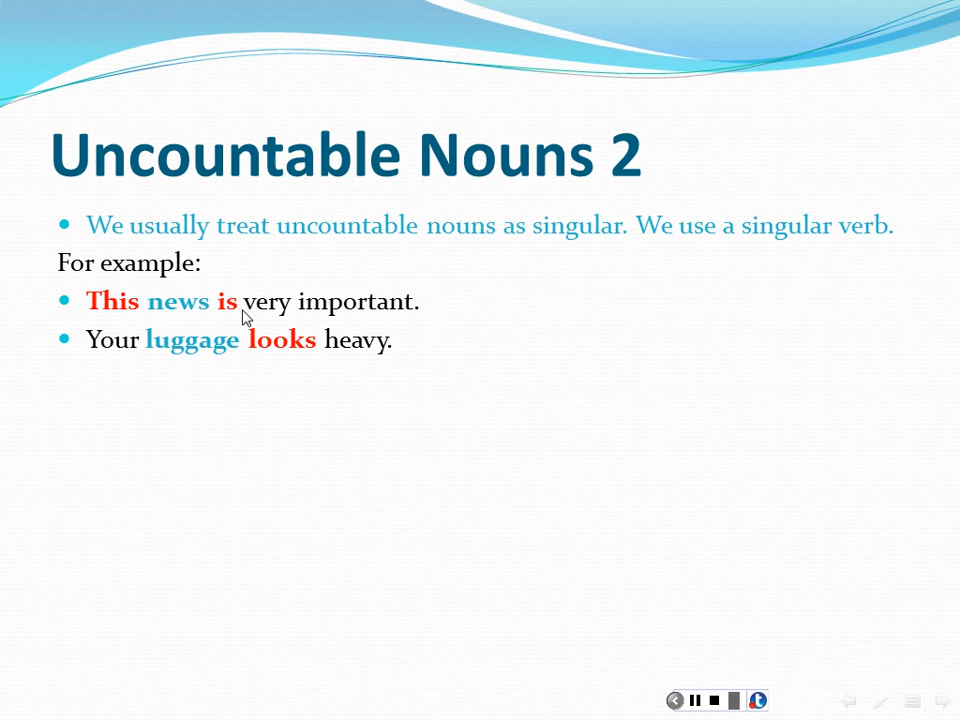 Uncountable Nouns 2
We usually treat uncountable nouns as singular. We use a singular verb.
For example:
This news is very important.
Your luggage looks heavy.